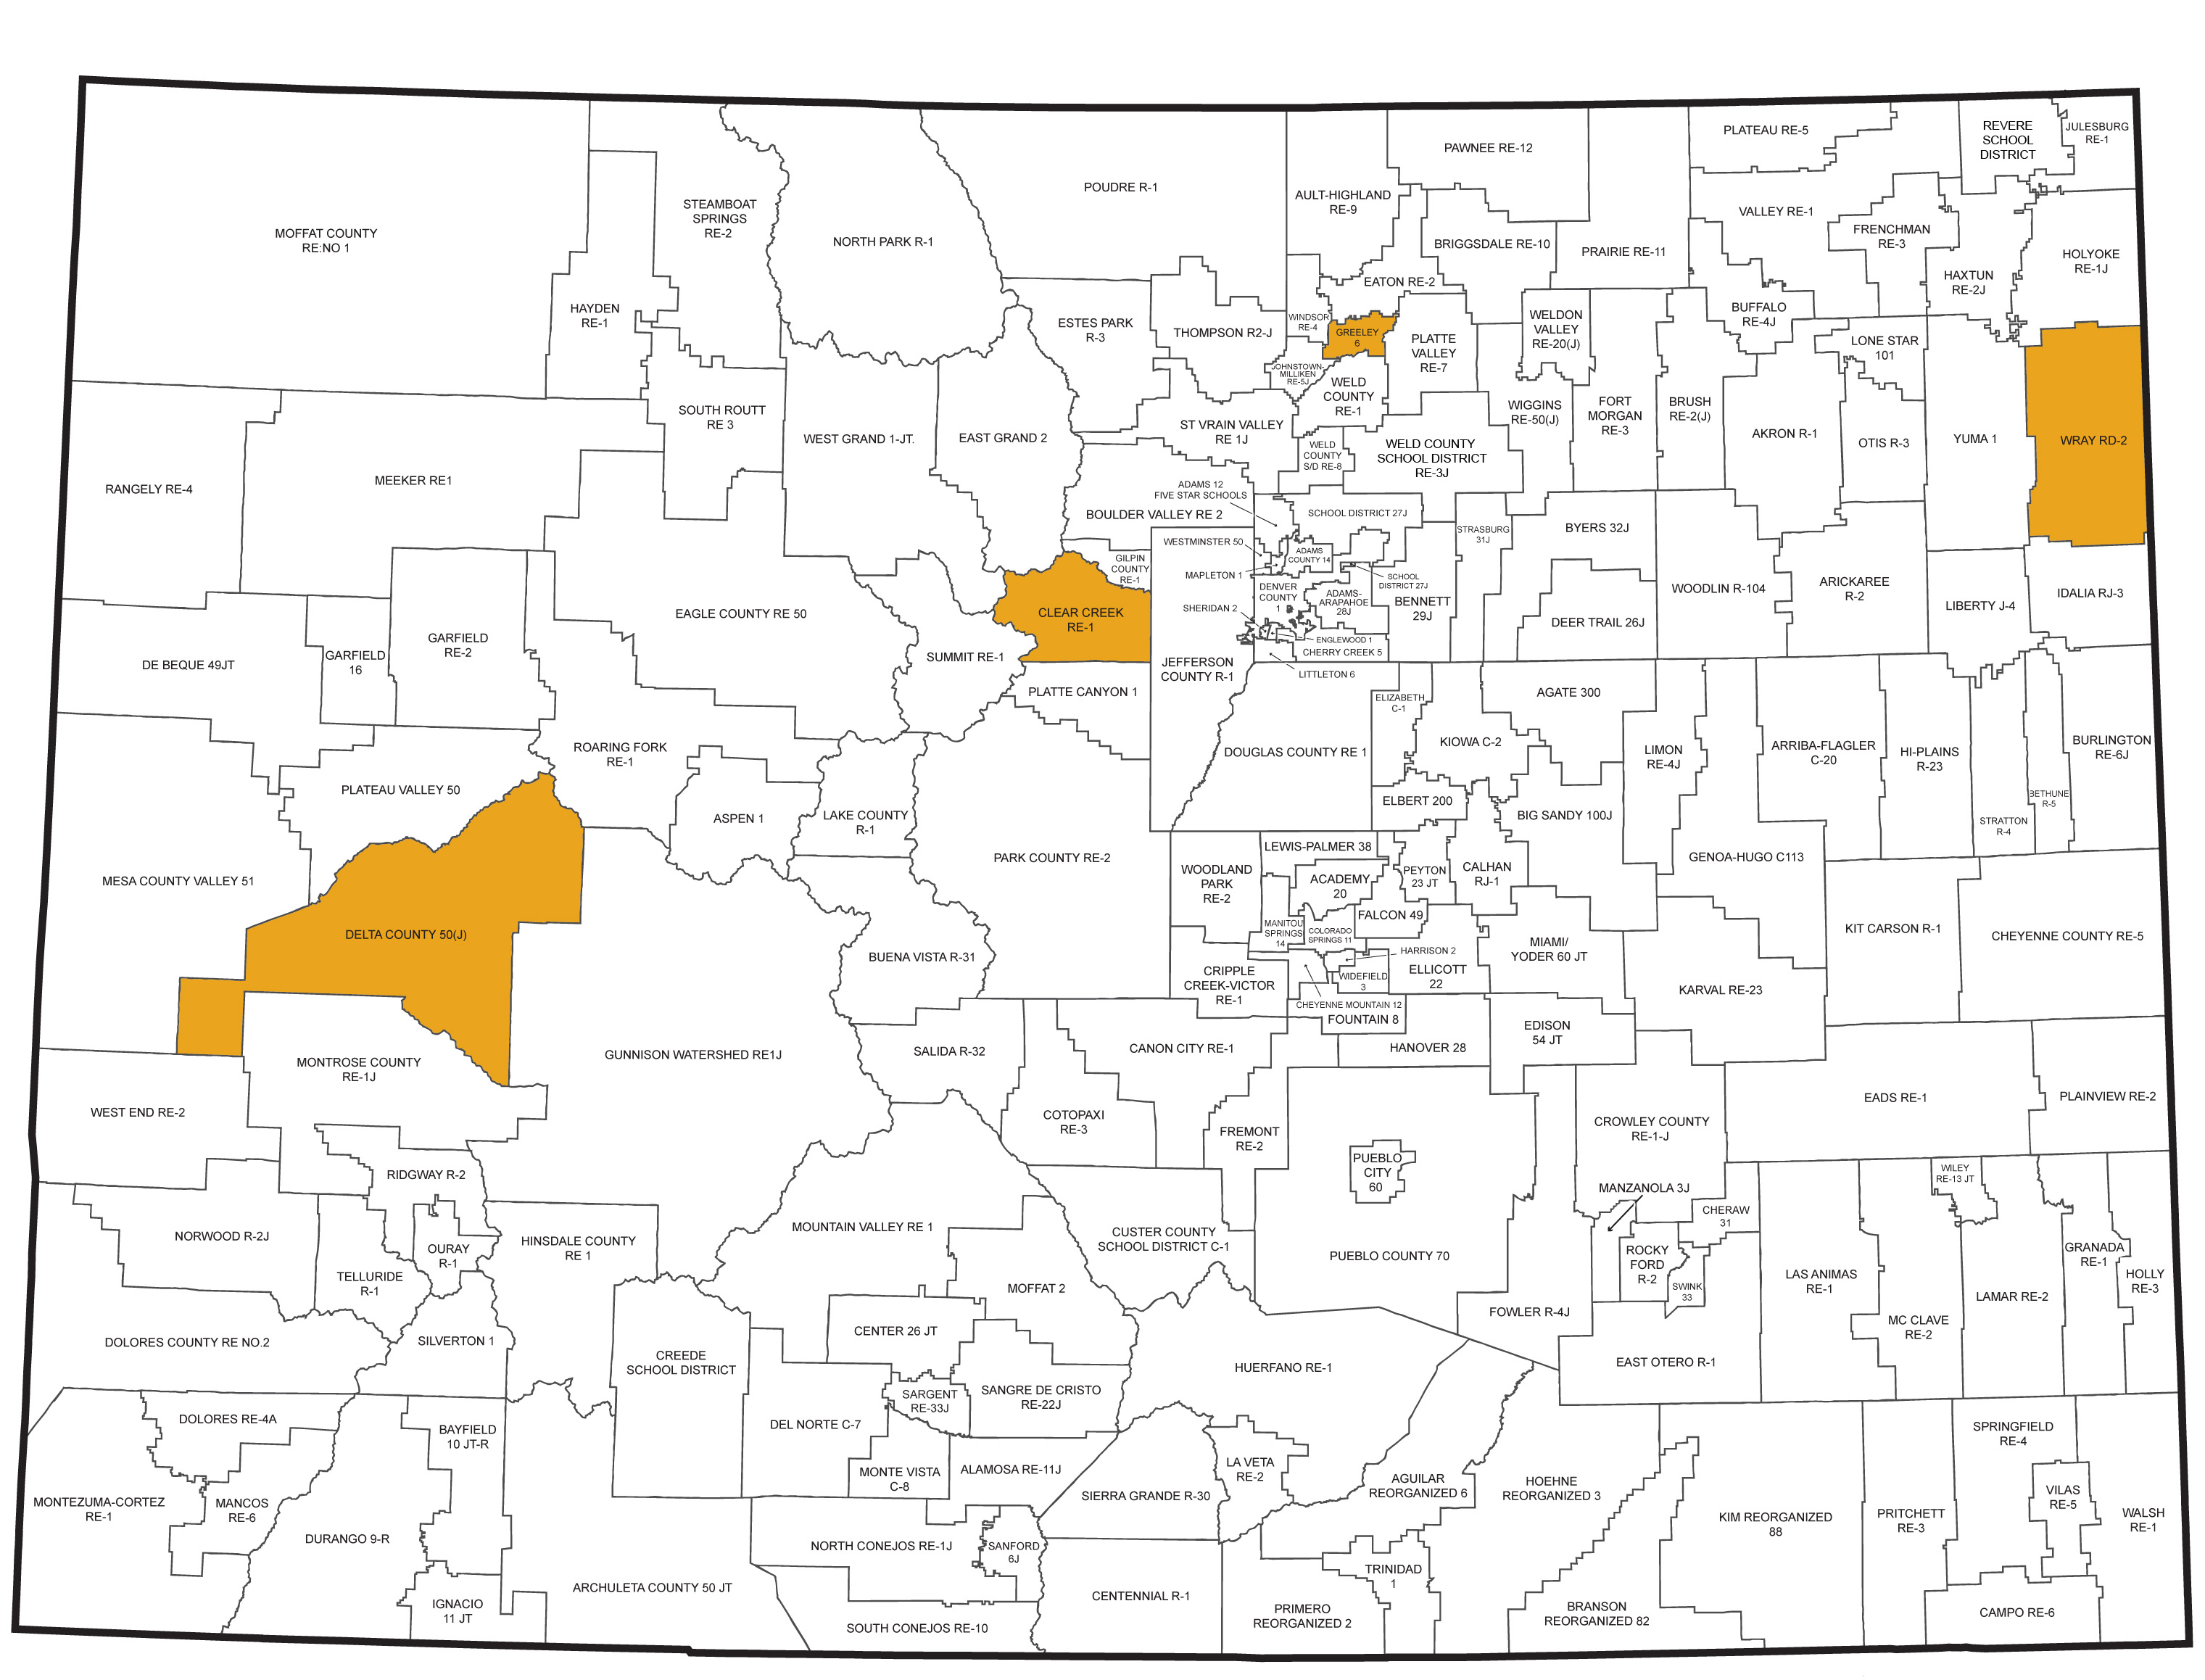 PLATEAU RE-5
REVERE
SCHOOL
DISTRICT
JULESBURG
RE-1
PAWNEE RE-12
POUDRE R-1
AULT-HIGHLAND
RE-9
STEAMBOAT
SPRINGS
RE-2
VALLEY RE-1
MOFFAT COUNTY
RE:NO 1
NORTH PARK R-1
FRENCHMAN
RE-3
BRIGGSDALE RE-10
PRAIRIE RE-11
HOLYOKE
RE-1J
HAXTUN
RE-2J
EATON RE-2
HAYDEN
RE-1
BUFFALO
RE-4J
WINDSOR
RE-4
ESTES PARK
R-3
THOMPSON R2-J
GREELEY
6
WELDON
VALLEY
RE-20(J)
PLATTE
VALLEY
RE-7
LONE STAR
101
JOHNSTOWN-
MILLIKEN
RE-5J
WELD
COUNTY
RE-1
SOUTH ROUTT
RE 3
WEST GRAND 1-JT.
EAST GRAND 2
ST VRAIN VALLEY
RE 1J
WIGGINS
RE-50(J)
FORT
MORGAN
RE-3
BRUSH
RE-2(J)
AKRON R-1
OTIS R-3
YUMA 1
WRAY RD-2
WELD
COUNTY
S/D RE-8
WELD COUNTY
SCHOOL DISTRICT
RE-3J
RANGELY RE-4
MEEKER RE1
ADAMS 12
FIVE STAR SCHOOLS
BOULDER VALLEY RE 2
SCHOOL DISTRICT 27J
STRASBURG
31J
BYERS 32J
WESTMINSTER 50
ADAMS
COUNTY 14
GILPIN
COUNTY
RE-1
MAPLETON 1
SCHOOL
DISTRICT 27J
WOODLIN R-104
ARICKAREE
R-2
LIBERTY J-4
IDALIA RJ-3
DENVER
COUNTY
1
ADAMS-
ARAPAHOE
28J
BENNETT
29J
SHERIDAN 2
CLEAR CREEK
RE-1
EAGLE COUNTY RE 50
DEER TRAIL 26J
ENGLEWOOD 1
CHERRY CREEK 5
GARFIELD
RE-2
GARFIELD
16
DE BEQUE 49JT
SUMMIT RE-1
JEFFERSON
COUNTY R-1
LITTLETON 6
PLATTE CANYON 1
ELIZABETH
C-1
AGATE 300
KIOWA C-2
ROARING FORK
RE-1
DOUGLAS COUNTY RE 1
LIMON
RE-4J
ARRIBA-FLAGLER
C-20
HI-PLAINS
R-23
BURLINGTON
RE-6J
PLATEAU VALLEY 50
ELBERT 200
BETHUNE
R-5
ASPEN 1
LAKE COUNTY
R-1
BIG SANDY 100J
STRATTON
R-4
LEWIS-PALMER 38
PARK COUNTY RE-2
GENOA-HUGO C113
WOODLAND
PARK
RE-2
ACADEMY
20
PEYTON
23 JT
CALHAN
RJ-1
MESA COUNTY VALLEY 51
FALCON 49
MANITOU
SPRINGS
14
COLORADO
SPRINGS 11
DELTA COUNTY 50(J)
KIT CARSON R-1
CHEYENNE COUNTY RE-5
BUENA VISTA R-31
HARRISON 2
MIAMI/
YODER 60 JT
CRIPPLE
CREEK-VICTOR
RE-1
WIDEFIELD
3
ELLICOTT
22
KARVAL RE-23
CHEYENNE MOUNTAIN 12
FOUNTAIN 8
EDISON
54 JT
MONTROSE COUNTY
RE-1J
GUNNISON WATERSHED RE1J
SALIDA R-32
CANON CITY RE-1
HANOVER 28
WEST END RE-2
EADS RE-1
PLAINVIEW RE-2
COTOPAXI
RE-3
FREMONT
RE-2
CROWLEY COUNTY
RE-1-J
PUEBLO
CITY
60
RIDGWAY R-2
WILEY
RE-13 JT
MANZANOLA 3J
CHERAW
31
NORWOOD R-2J
MOUNTAIN VALLEY RE 1
CUSTER COUNTY
SCHOOL DISTRICT C-1
OURAY
R-1
HINSDALE COUNTY
RE 1
PUEBLO COUNTY 70
ROCKY
FORD
R-2
GRANADA
RE-1
TELLURIDE
R-1
MOFFAT 2
SWINK
33
LAS ANIMAS
RE-1
HOLLY
RE-3
LAMAR RE-2
FOWLER R-4J
MC CLAVE
RE-2
DOLORES COUNTY RE NO.2
SILVERTON 1
CENTER 26 JT
CREEDE
SCHOOL DISTRICT
HUERFANO RE-1
EAST OTERO R-1
SARGENT
RE-33J
SANGRE DE CRISTO
RE-22J
DOLORES RE-4A
DEL NORTE C-7
BAYFIELD
10 JT-R
SPRINGFIELD
RE-4
MONTE VISTA
C-8
ALAMOSA RE-11J
LA VETA
RE-2
AGUILAR
REORGANIZED 6
HOEHNE
REORGANIZED 3
SIERRA GRANDE R-30
MONTEZUMA-CORTEZ
RE-1
MANCOS
RE-6
VILAS
RE-5
KIM REORGANIZED
88
PRITCHETT
RE-3
WALSH
RE-1
DURANGO 9-R
NORTH CONEJOS RE-1J
SANFORD
6J
ARCHULETA COUNTY 50 JT
CENTENNIAL R-1
TRINIDAD
1
IGNACIO
11 JT
PRIMERO
REORGANIZED 2
BRANSON
REORGANIZED 82
CAMPO RE-6
SOUTH CONEJOS RE-10